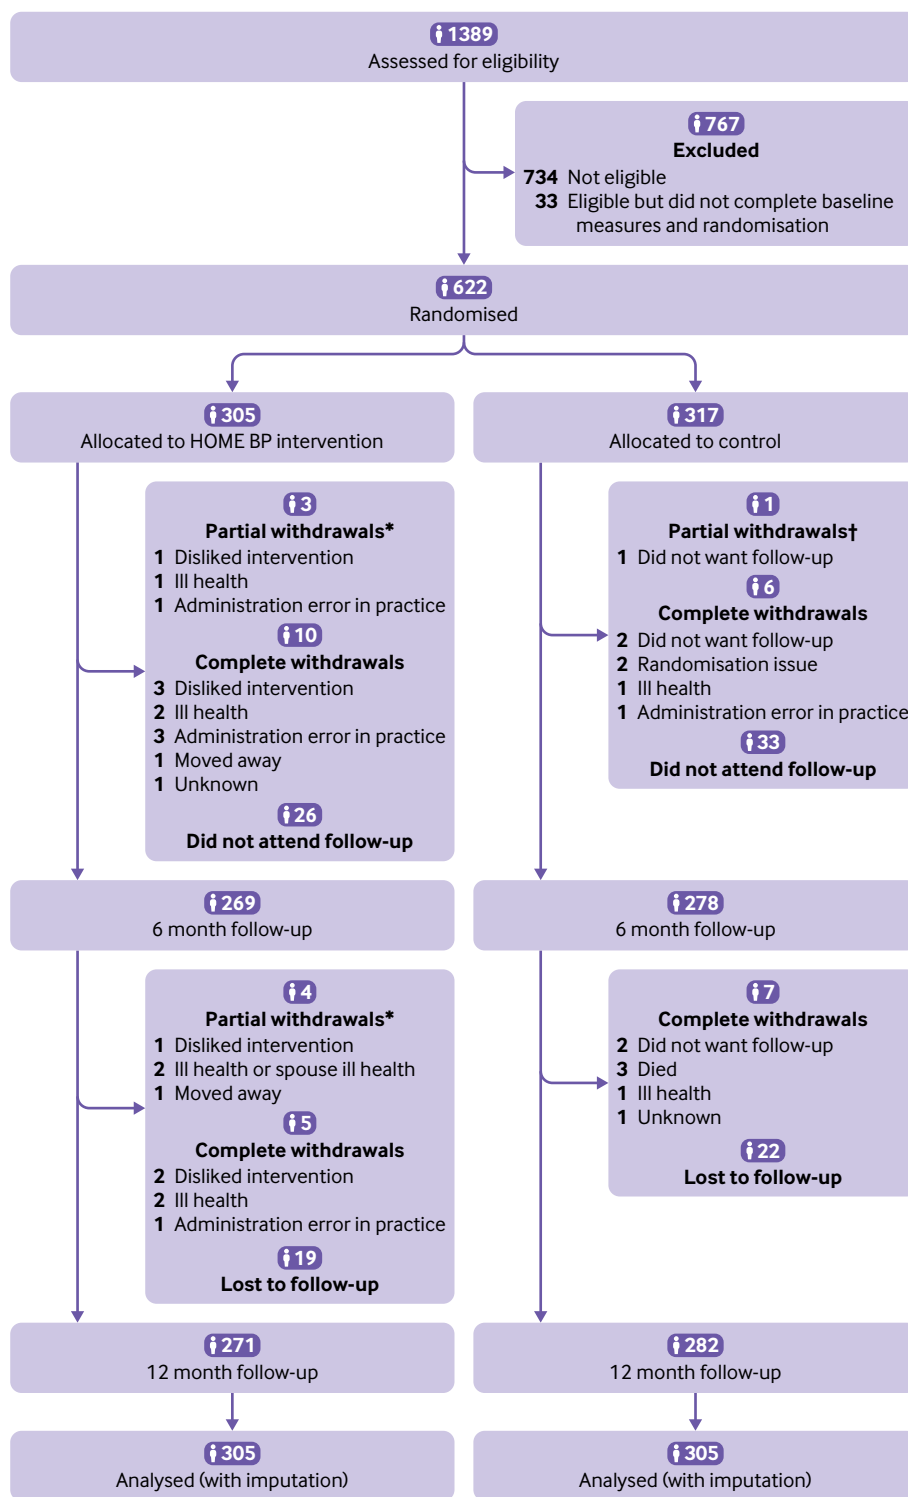 1389
Assessed for eligibility
767
Excluded
734 Not eligible
33 Eligible but did not complete baseline
measures and randomisation
622
Randomised
305
Allocated to HOME BP intervention
317
Allocated to control
3
Partial withdrawals*
1 Disliked intervention
1 Ill health
1 Administration error in practice
10
Complete withdrawals
3 Disliked intervention
2 Ill health
3 Administration error in practice
1 Moved away
1 Unknown
26
Did not attend follow-up
1
Partial withdrawals†
1 Did not want follow-up
6
Complete withdrawals
2 Did not want follow-up
2 Randomisation issue
1 Ill health
1 Administration error in practice
33
Did not attend follow-up
269
6 month follow-up
278
6 month follow-up
4
Partial withdrawals*
1 Disliked intervention
2 Ill health or spouse ill health
1 Moved away
5
Complete withdrawals
2 Disliked intervention
2 Ill health
1 Administration error in practice
19
Lost to follow-up
7
Complete withdrawals
2 Did not want follow-up
3 Died
1 Ill health
1 Unknown
22
Lost to follow-up
271
12 month follow-up
282
12 month follow-up
305
Analysed (with imputation)
305
Analysed (with imputation)